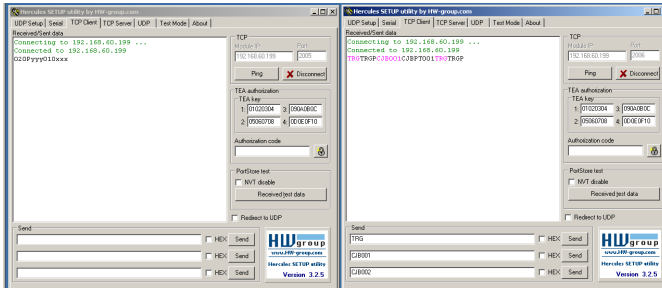 Hercules SETUP utility by HW-group.com
UDP Setup Serial TCP Client TCP Server UDP Test Mode About
Received/Sent data
Connecting to 192.168.60.199 ...
Connected to 192.168.60.199
020Pyyy010xxx
TCP
Module IP Port
192.168.60.199 2005
Ping Disconnect
TEA authorization
TEA key
1: 01020304 3: 090A0B0C
2: 05060708 4: 0D0E0F10
Authorization code
PortStore test
NVT disable
Received test data
Redirect to UDP
Send
HEX Send
HEX Send
HEX Send
HW group
www.HW-group.com
Hercules SETUP utility
Version 3.2.5
Hercules SETUP utility by HW-group.com
UDP Setup Serial TCP Client TCP Server UDP Test Mode About
Received/Sent data
Connecting to 192.168.60.199 ...
Connected to 192.168.60.199
TRGTRGPCJB001CJBPT001TRGTRGP
TCP
Module IP Port
192.168.60.199 2006
Ping Disconnect
TEA authorization
TEA key
1: 01020304 3: 090A0B0C
2: 05060708 4: 0D0E0F10
Authorization code
PortStore test
NVT disable
Received test data
Redirect to UDP
Send
TRG HEX Send
CJB001 HEX Send
CJB002 HEX Send
HW group
www.HW-group.com
Hercules SETUP utility
Version 3.2.5